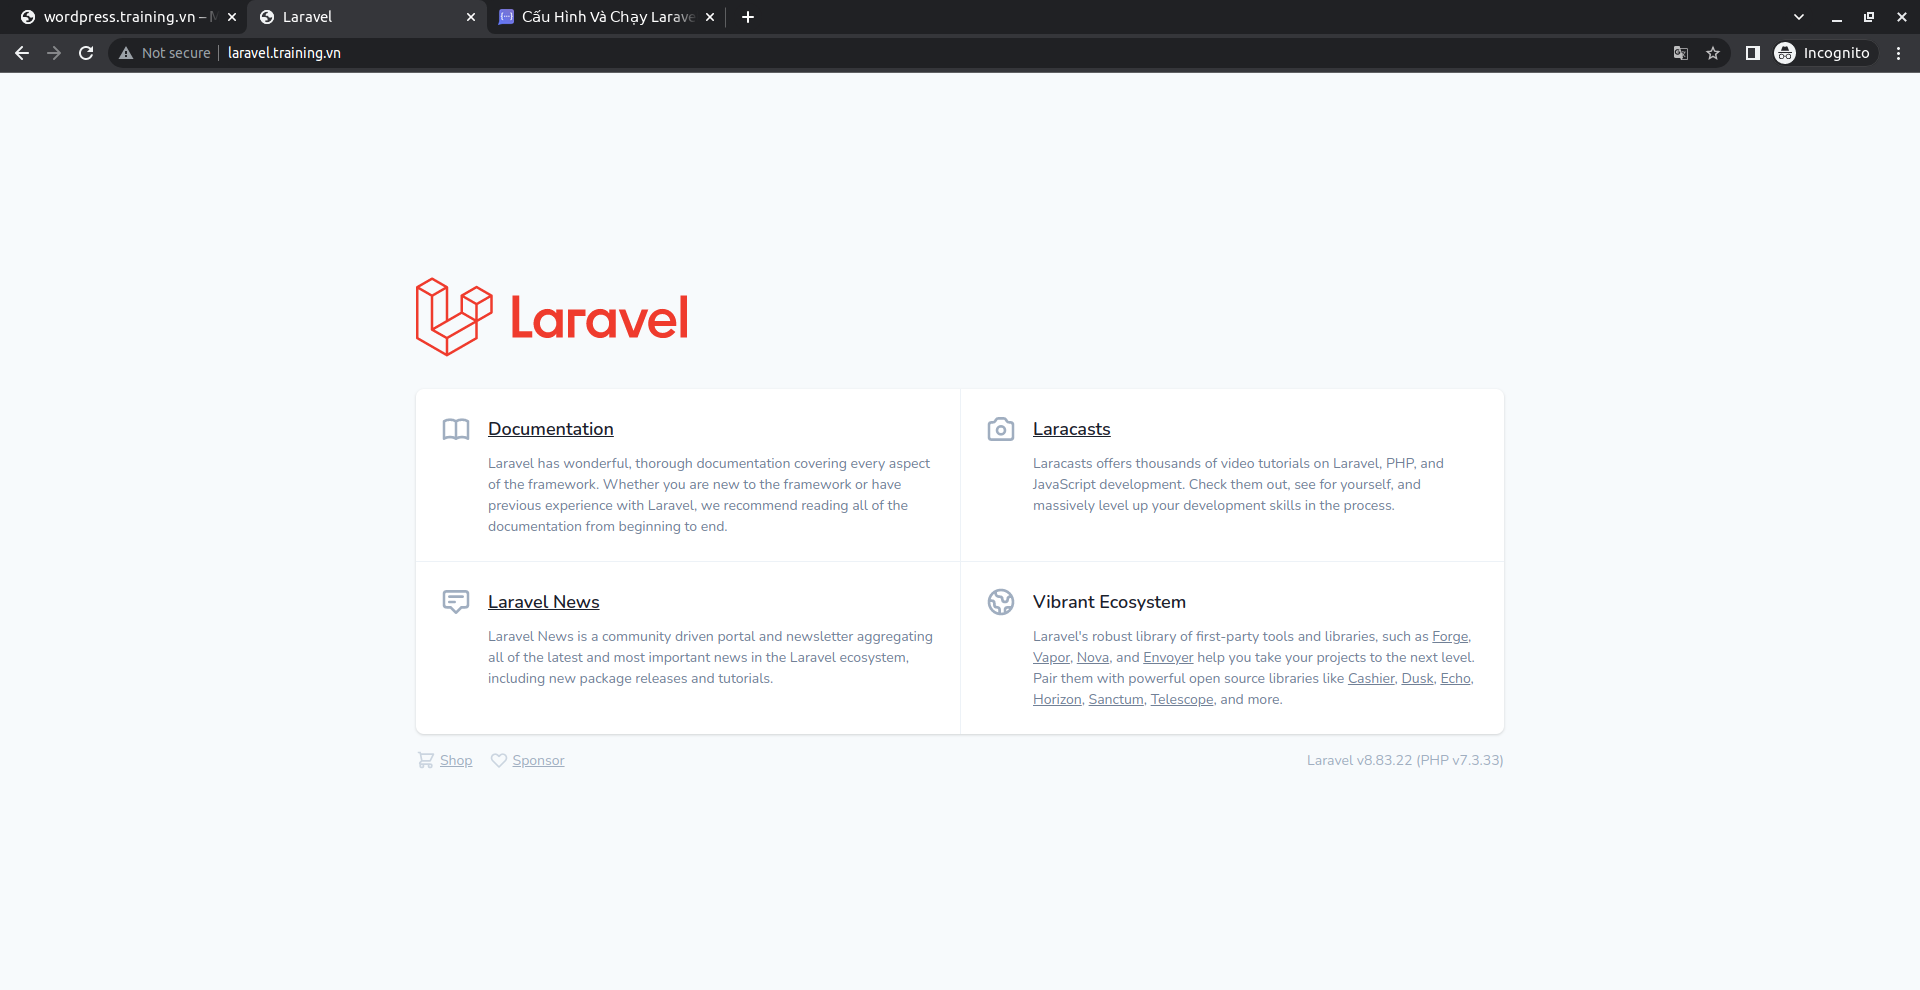 wordpress.training.vn –
Laravel
Cấu Hình Và Chạy Larave
Not secure
laravel.training.vn
Incognito
Laravel
Documentation
Laravel has wonderful, thorough documentation covering every aspect
of the framework. Whether you are new to the framework or have
previous experience with Laravel, we recommend reading all of the
documentation from beginning to end.
Laracasts
Laracasts offers thousands of video tutorials on Laravel, PHP, and
JavaScript development. Check them out, see for yourself, and
massively level up your development skills in the process.
Laravel News
Laravel News is a community driven portal and newsletter aggregating
all of the latest and most important news in the Laravel ecosystem,
including new package releases and tutorials.
Vibrant Ecosystem
Laravel's robust library of first-party tools and libraries, such as Forge,
Vapor, Nova, and Envoyer help you take your projects to the next level.
Pair them with powerful open source libraries like Cashier, Dusk, Echo,
Horizon, Sanctum, Telescope, and more.
Shop
Sponsor
Laravel v8.83.22 (PHP v7.3.33)